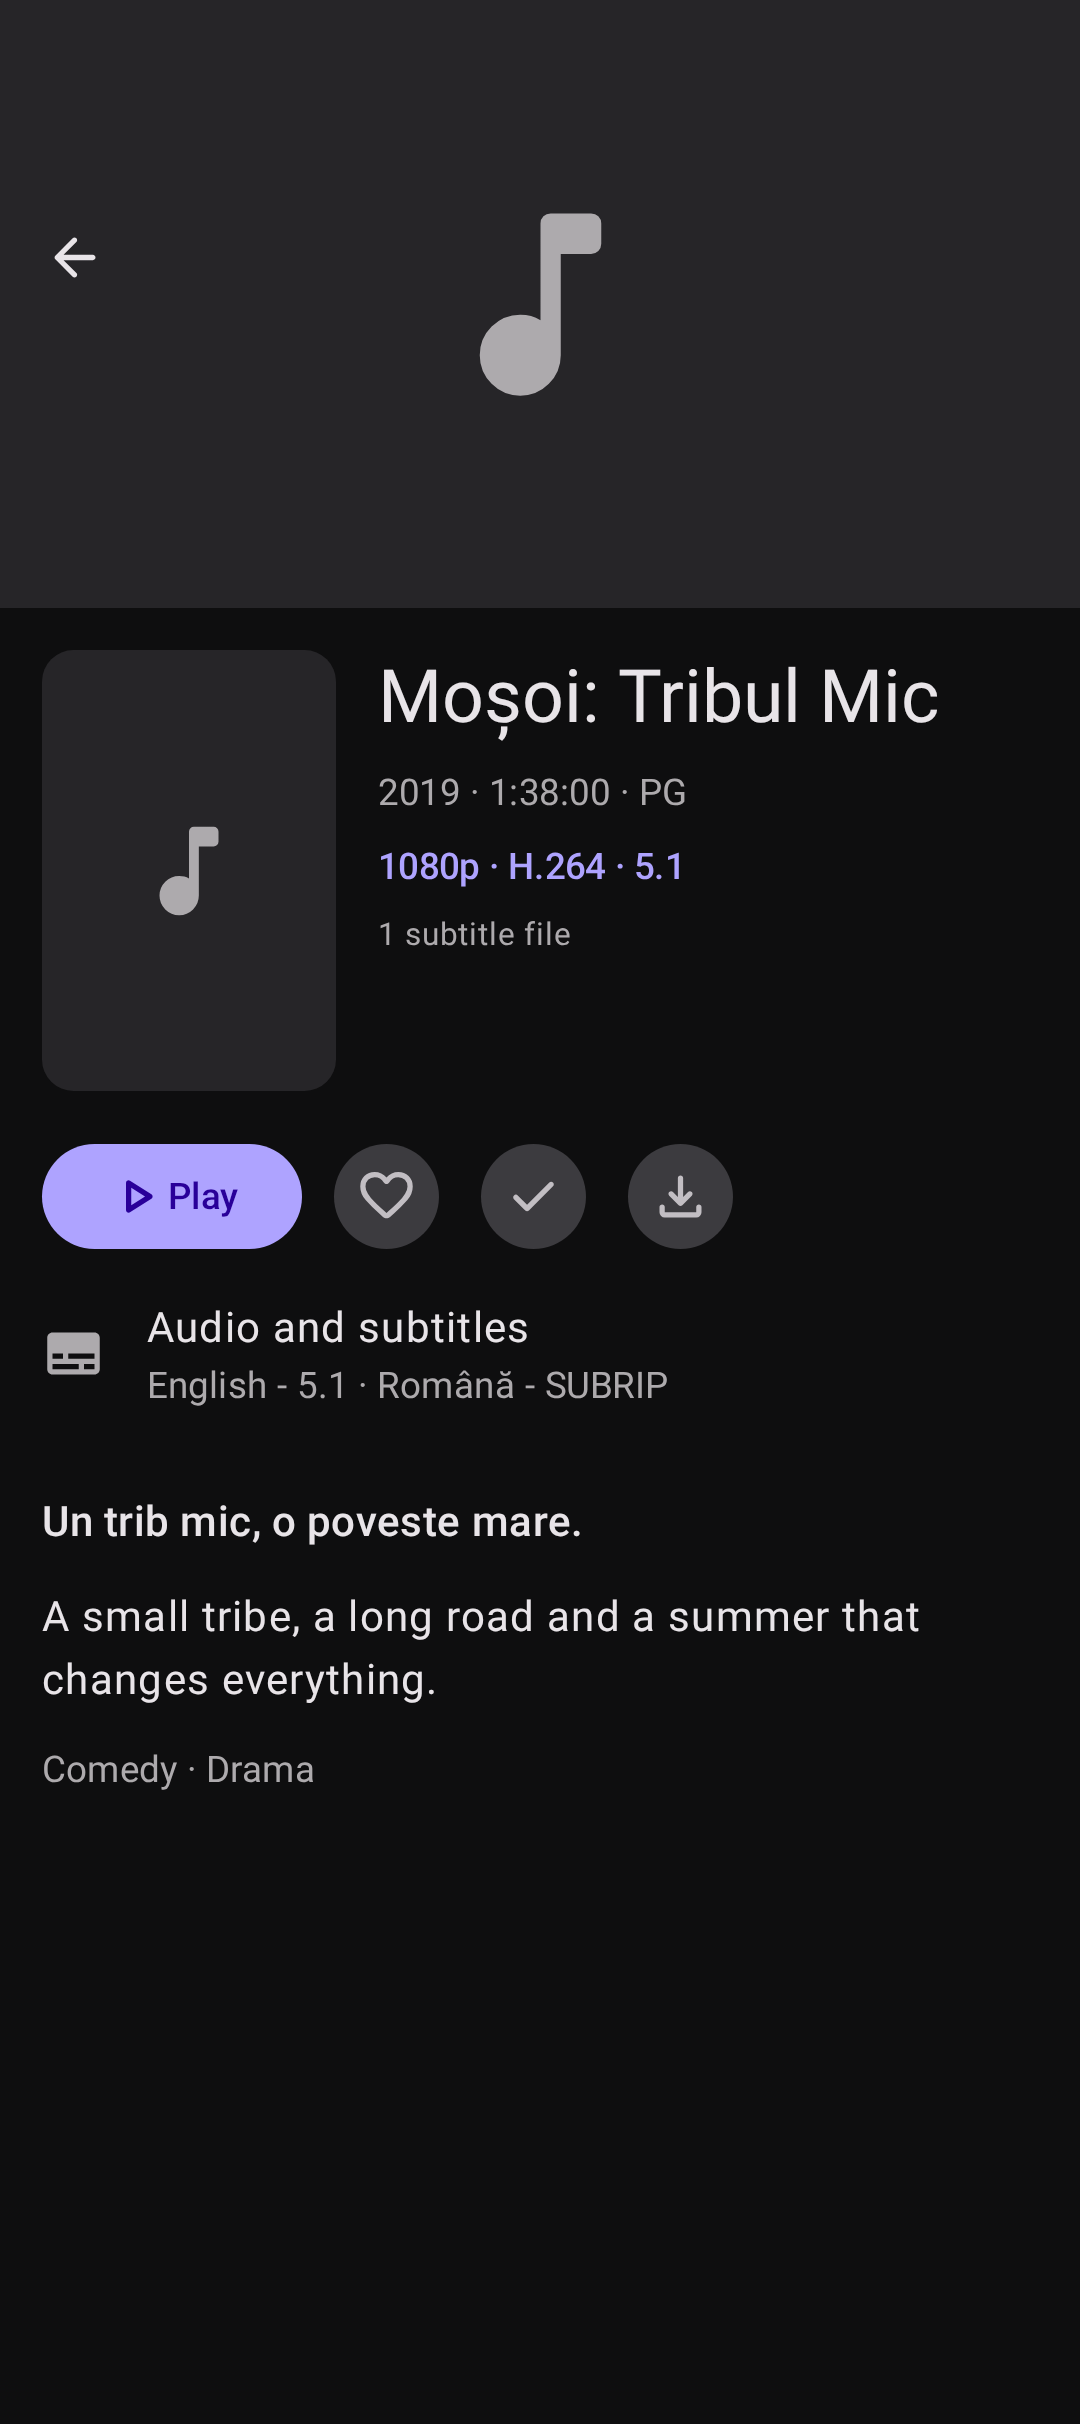 Moșoi: Tribul Mic
2019 · 1:38:00 · PG
1080p · H.264 · 5.1
1 subtitle file
Play
Audio and subtitles
English - 5.1 · Română - SUBRIP
Un trib mic, o poveste mare.
A small tribe, a long road and a summer that
changes everything.
Comedy · Drama